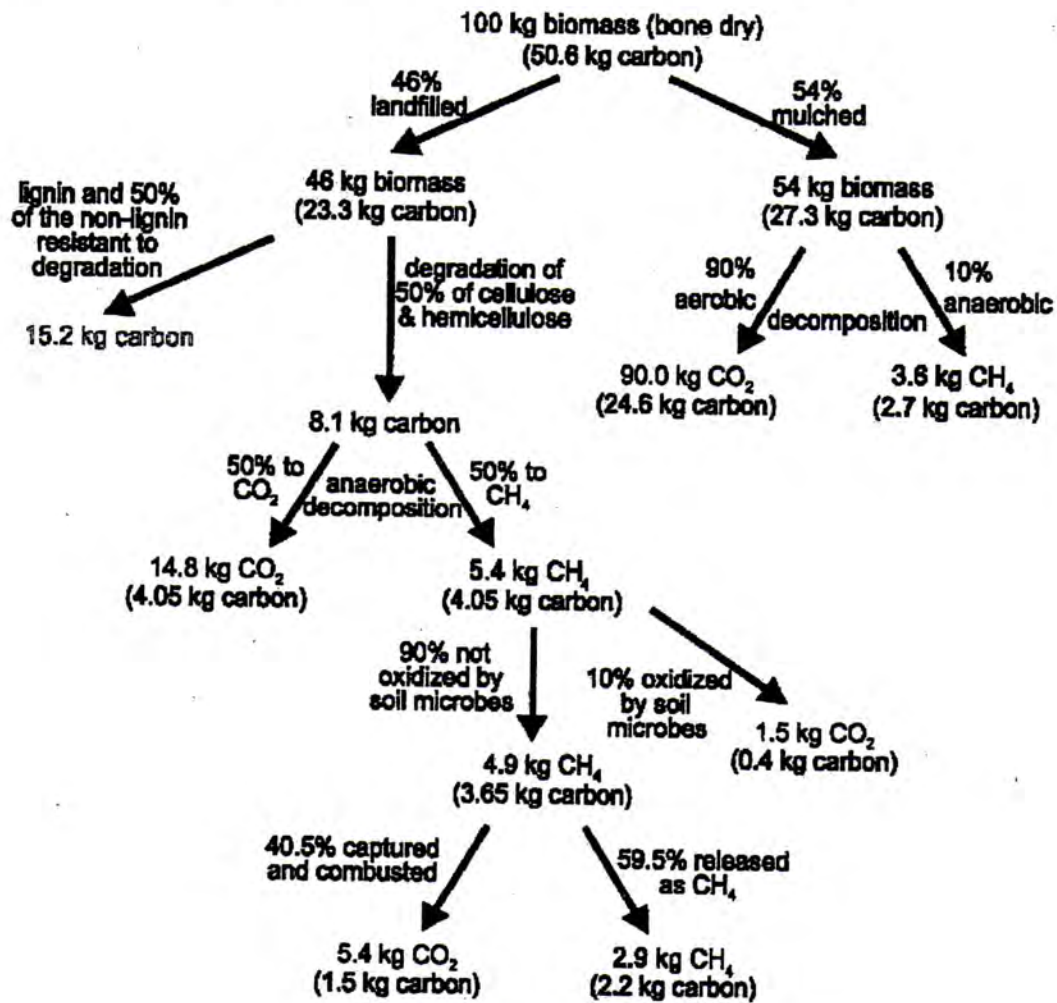 100 kg biomass (bone dry)
(50.6 kg carbon)
46%
landfilled
54%
mulched
lignin and 50%
of the non-lignin
resistant to
degradation
46 kg biomass
(23.3 kg carbon)
54 kg biomass
(27.3 kg carbon)
15.2 kg carbon
degradation of
50% of cellulose
& hemicellulose
90%
aerobic
decomposition
10%
anaerobic
8.1 kg carbon
90.0 kg CO₂
(24.6 kg carbon)
3.6 kg CH₄
(2.7 kg carbon)
50% to
CO₂
anaerobic
decomposition
50% to
CH₄
14.8 kg CO₂
(4.05 kg carbon)
5.4 kg CH₄
(4.05 kg carbon)
90% not
oxidized by
soil microbes
10% oxidized
by soil
microbes
1.5 kg CO₂
(0.4 kg carbon)
4.9 kg CH₄
(3.65 kg carbon)
40.5% captured
and combusted
59.5% released
as CH₄
5.4 kg CO₂
(1.5 kg carbon)
2.9 kg CH₄
(2.2 kg carbon)